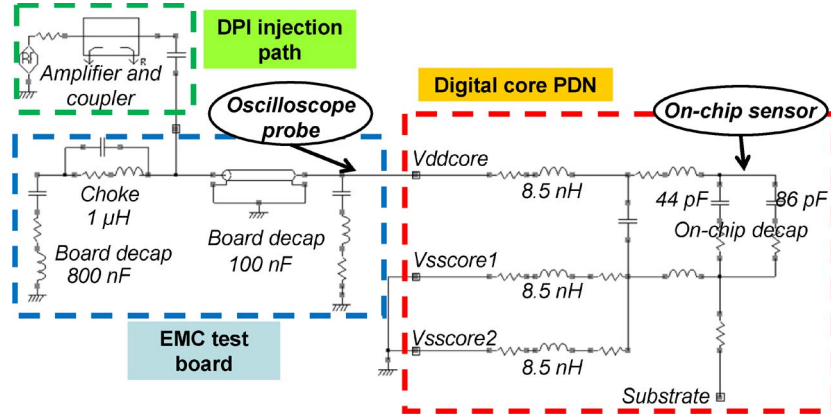 DPI injection
path
RF
R
Amplifier and
coupler
Digital core PDN
Oscilloscope
probe
On-chip sensor
Vddcore
8.5 nH
Choke
1 µH
44 pF
86 pF
On-chip decap
Board decap
800 nF
Board decap
100 nF
Vsscore1
8.5 nH
EMC test
board
Vsscore2
8.5 nH
Substrate